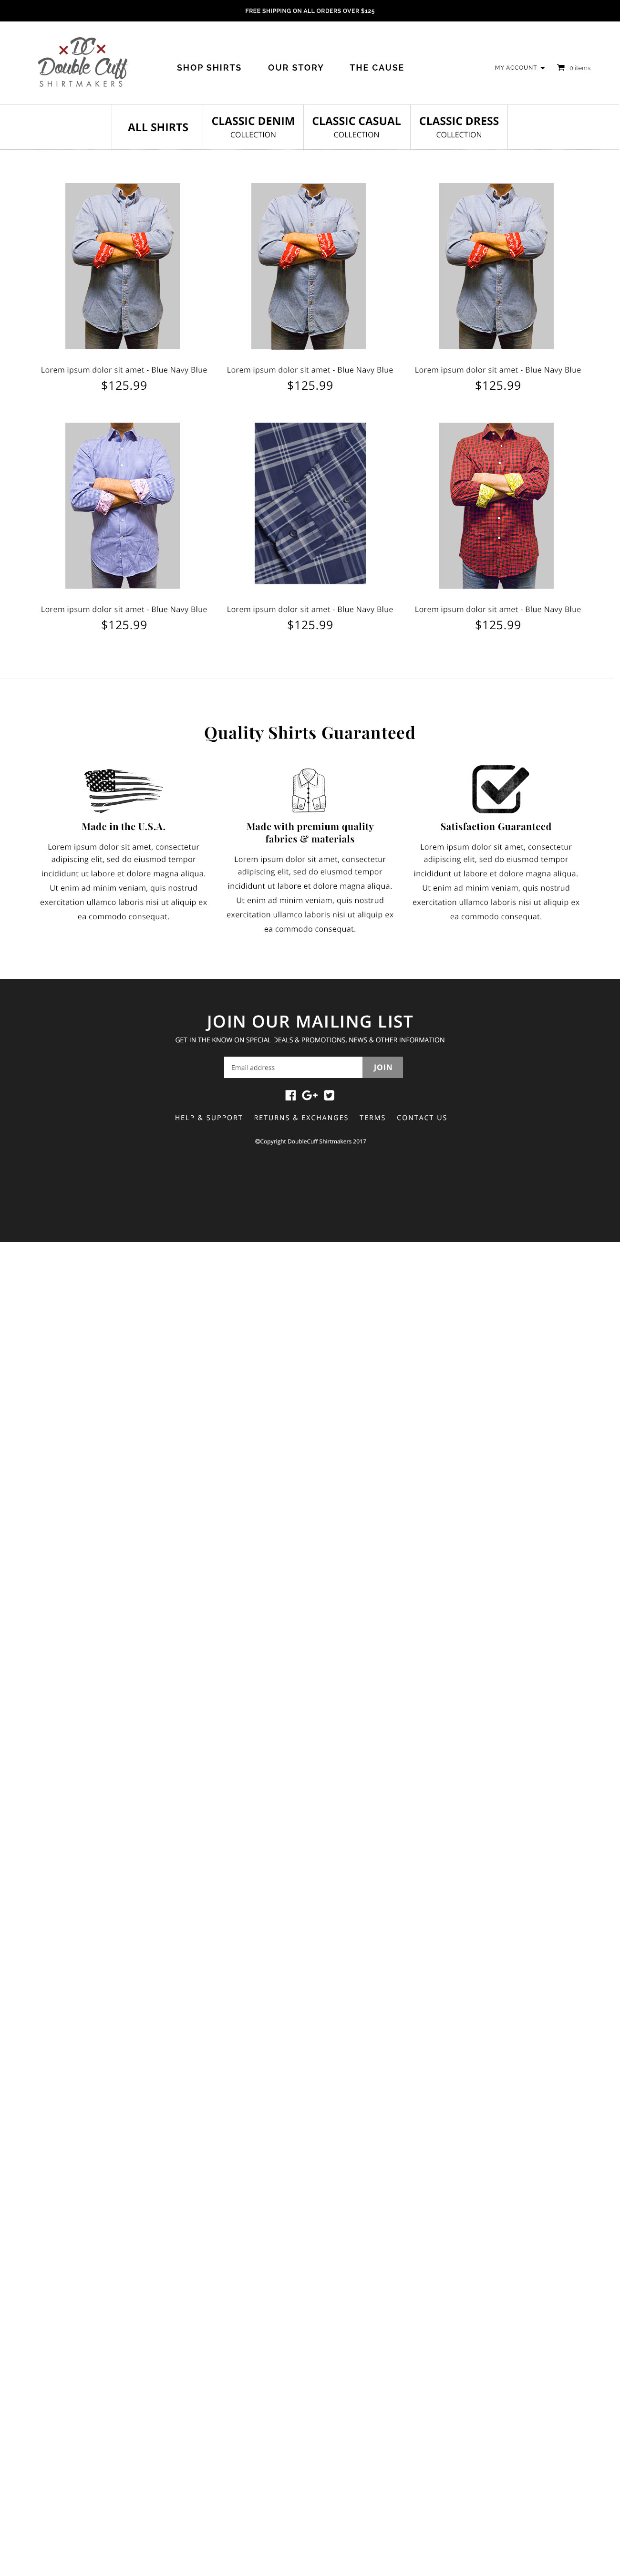 FREE SHIPPING ON ALL ORDERS OVER $125
DC
Double Cuff
SHIRTMAKERS
SHOP SHIRTS OUR STORY THE CAUSE
MY ACCOUNT 0 items
ALL SHIRTS
CLASSIC DENIM
COLLECTION
CLASSIC CASUAL
COLLECTION
CLASSIC DRESS
COLLECTION
Lorem ipsum dolor sit amet - Blue Navy Blue
$125.99
Lorem ipsum dolor sit amet - Blue Navy Blue
$125.99
Lorem ipsum dolor sit amet - Blue Navy Blue
$125.99
Lorem ipsum dolor sit amet - Blue Navy Blue
$125.99
Lorem ipsum dolor sit amet - Blue Navy Blue
$125.99
Lorem ipsum dolor sit amet - Blue Navy Blue
$125.99
Quality Shirts Guaranteed
Made in the U.S.A.
Lorem ipsum dolor sit amet, consectetur
adipiscing elit, sed do eiusmod tempor
incididunt ut labore et dolore magna aliqua.
Ut enim ad minim veniam, quis nostrud
exercitation ullamco laboris nisi ut aliquip ex
ea commodo consequat.
Made with premium quality
fabrics & materials
Lorem ipsum dolor sit amet, consectetur
adipiscing elit, sed do eiusmod tempor
incididunt ut labore et dolore magna aliqua.
Ut enim ad minim veniam, quis nostrud
exercitation ullamco laboris nisi ut aliquip ex
ea commodo consequat.
Satisfaction Guaranteed
Lorem ipsum dolor sit amet, consectetur
adipiscing elit, sed do eiusmod tempor
incididunt ut labore et dolore magna aliqua.
Ut enim ad minim veniam, quis nostrud
exercitation ullamco laboris nisi ut aliquip ex
ea commodo consequat.
JOIN OUR MAILING LIST
GET IN THE KNOW ON SPECIAL DEALS & PROMOTIONS, NEWS & OTHER INFORMATION
Email address JOIN
HELP & SUPPORT RETURNS & EXCHANGES TERMS CONTACT US
©Copyright DoubleCuff Shirtmakers 2017